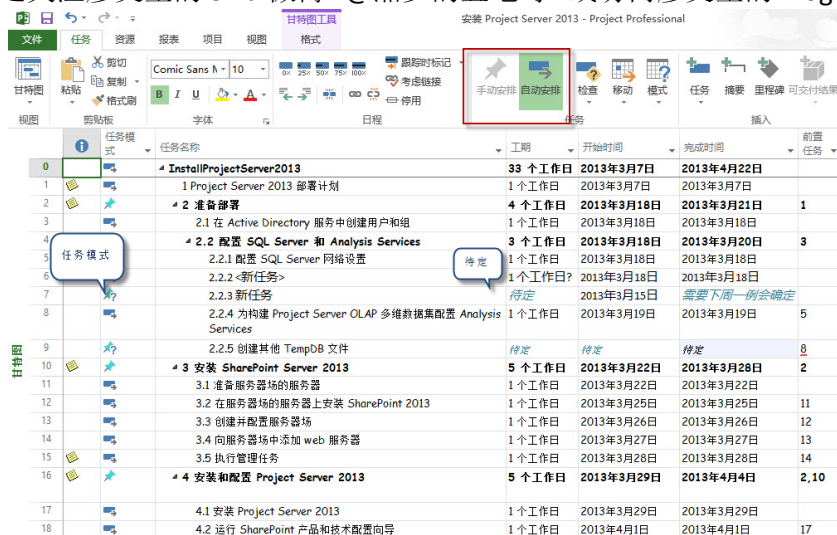 甘特图工具
安装 Project Server 2013 - Project Professional
文件 任务 资源 报表 项目 视图 格式
甘特图
粘贴
剪切
复制
格式刷
Comic Sans M 10
B I U A
0% 25% 50% 75% 100%
跟踪时标记
考虑链接
停用
手动安排 自动安排
检查 移动 模式
任务 摘要 里程碑 可交付结果
视图 剪贴板 字体 日程 任务 插入
任务模式 任务名称 工期 开始时间 完成时间 前置任务
0 InstallProjectServer2013 33 个工作日 2013年3月7日 2013年4月22日
1 1 Project Server 2013 部署计划 1 个工作日 2013年3月7日 2013年3月7日
2 2 准备部署 4 个工作日 2013年3月18日 2013年3月21日 1
3 2.1 在 Active Directory 服务中创建用户和组 1 个工作日 2013年3月18日 2013年3月18日
4 2.2 配置 SQL Server 和 Analysis Services 3 个工作日 2013年3月18日 2013年3月20日 3
任务模式
待定
5 2.2.1 配置 SQL Server 网络设置 1 个工作日 2013年3月18日 2013年3月18日
2.2.2 <新任务> 1 个工作日? 2013年3月18日 2013年3月18日
7 2.2.3 新任务 待定 2013年3月15日 需要下周一例会确定
8 2.2.4 为构建 Project Server OLAP 多维数据集配置 Analysis Services 1 个工作日 2013年3月19日 2013年3月19日 5
9 2.2.5 创建其他 TempDB 文件 待定 待定 待定 8
甘特图
10 3 安装 SharePoint Server 2013 5 个工作日 2013年3月22日 2013年3月28日 2
11 3.1 准备服务器场的服务器 1 个工作日 2013年3月22日 2013年3月22日
12 3.2 在服务器场的服务器上安装 SharePoint 2013 1 个工作日 2013年3月25日 2013年3月25日 11
13 3.3 创建并配置服务器场 1 个工作日 2013年3月26日 2013年3月26日 12
14 3.4 向服务器场中添加 web 服务器 1 个工作日 2013年3月27日 2013年3月27日 13
15 3.5 执行管理任务 1 个工作日 2013年3月28日 2013年3月28日 14
16 4 安装和配置 Project Server 2013 5 个工作日 2013年3月29日 2013年4月4日 2,10
17 4.1 安装 Project Server 2013 1 个工作日 2013年3月29日 2013年3月29日
18 4.2 运行 SharePoint 产品和技术配置向导 1 个工作日 2013年4月1日 2013年4月1日 17